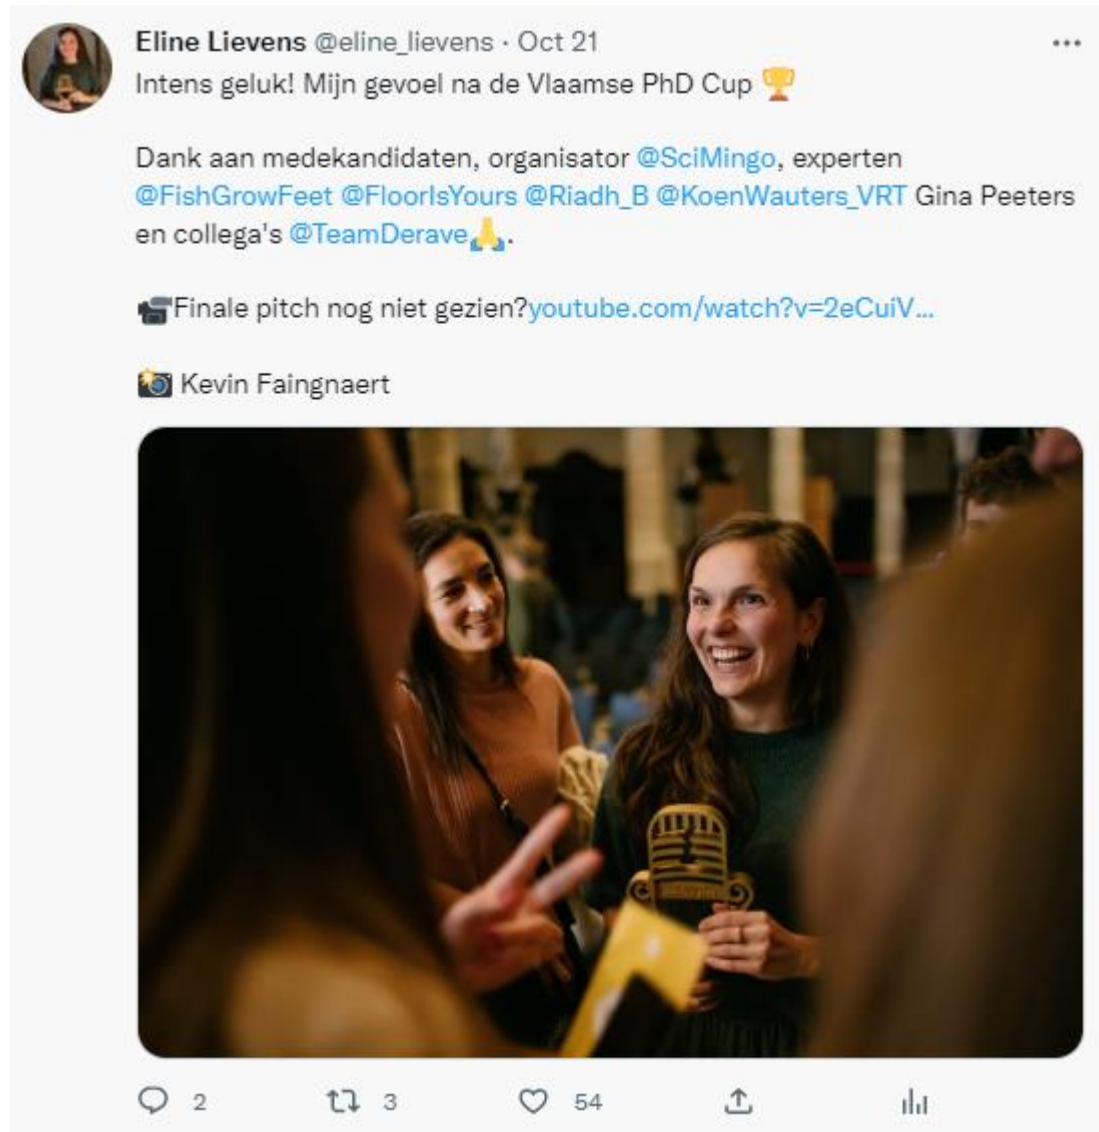 Eline Lievens @eline_lievens · Oct 21
Intens geluk! Mijn gevoel na de Vlaamse PhD Cup 🏆
Dank aan medekandidaten, organisator @SciMingo, experten
@FishGrowFeet @FloorIsYours @Riadh_B @KoenWauters_VRT Gina Peeters
en collega's @TeamDerave🙏.
📹Finale pitch nog niet gezien?youtube.com/watch?v=2eCuiV...
📸 Kevin Faingnaert
2 3 54